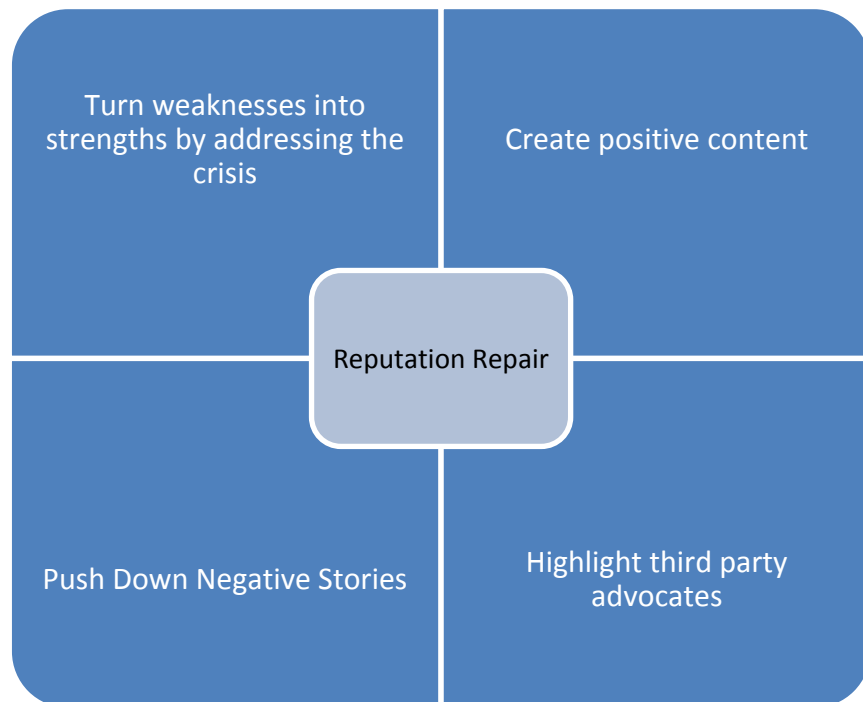 Turn weaknesses into
strengths by addressing the
crisis
Create positive content
Reputation Repair
Push Down Negative Stories
Highlight third party
advocates